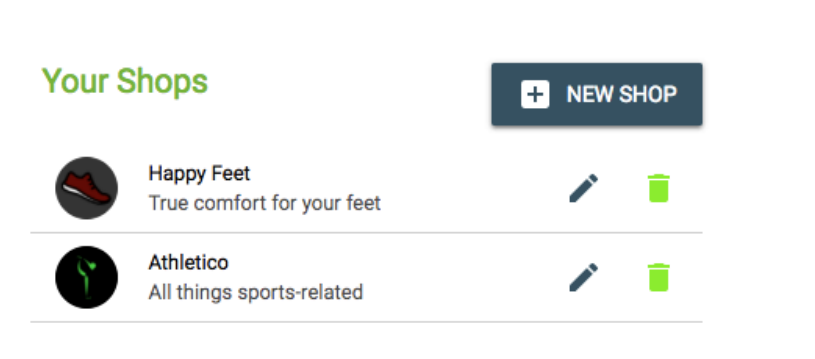 Your Shops
NEW SHOP
Happy Feet
True comfort for your feet
Athletico
All things sports-related